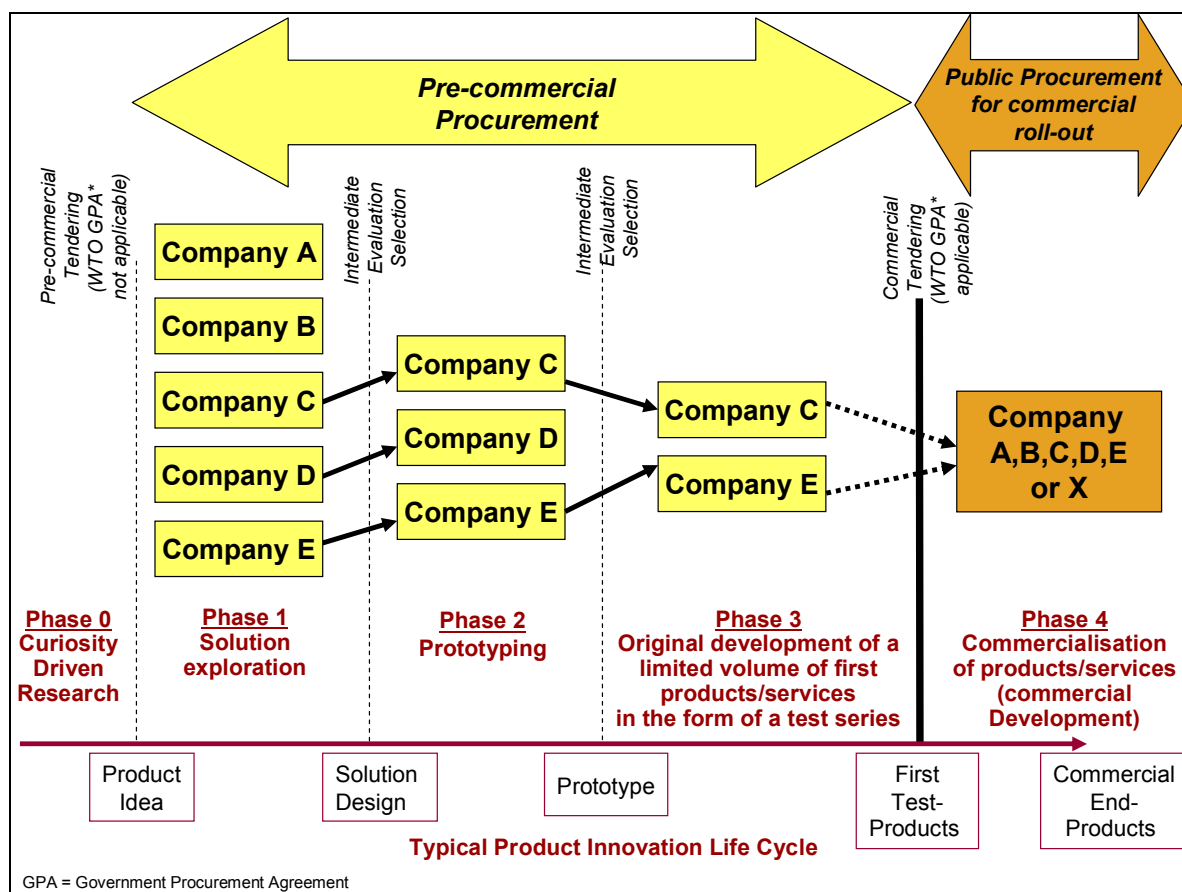 Pre-commercial
Procurement
Public Procurement
for commercial
roll-out
Pre-commercial
Tendering
(WTO GPA*
not applicable)
Intermediate
Evaluation
Selection
Intermediate
Evaluation
Selection
Commercial
Tendering
(WTO GPA*
applicable)
Company A
Company B
Company C
Company D
Company E
Company C
Company D
Company E
Company C
Company E
Company
A,B,C,D,E
or X
Phase 0
Curiosity
Driven
Research
Phase 1
Solution
exploration
Phase 2
Prototyping
Phase 3
Original development of a
limited volume of first
products/services
in the form of a test series
Phase 4
Commercialisation
of products/services
(commercial
Development)
Product
Idea
Solution
Design
Prototype
First
Test-
Products
Commercial
End-
Products
Typical Product Innovation Life Cycle
GPA = Government Procurement Agreement